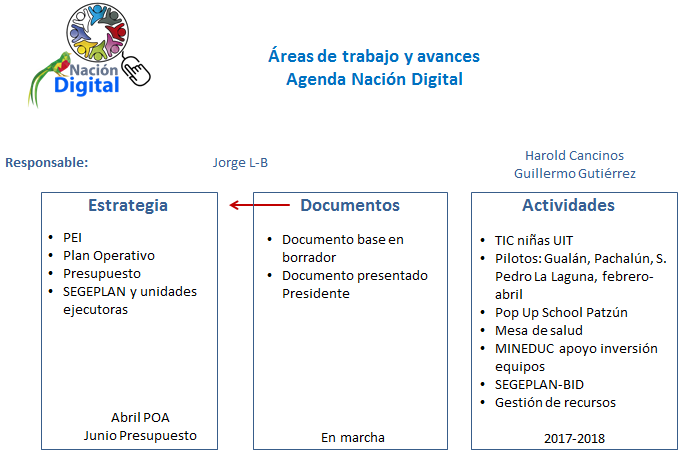 Nación
Digital
Áreas de trabajo y avances
Agenda Nación Digital
Responsable:
Jorge L-B
Harold Cancinos
Guillermo Gutiérrez
Estrategia
• PEI
• Plan Operativo
• Presupuesto
• SEGEPLAN y unidades
ejecutoras
Abril POA
Junio Presupuesto
Documentos
• Documento base en
borrador
• Documento presentado
Presidente
En marcha
Actividades
• TIC niñas UIT
• Pilotos: Gualán, Pachalún, S.
Pedro La Laguna, febrero-
abril
• Pop Up School Patzún
• Mesa de salud
• MINEDUC apoyo inversión
equipos
• SEGEPLAN-BID
• Gestión de recursos
2017-2018